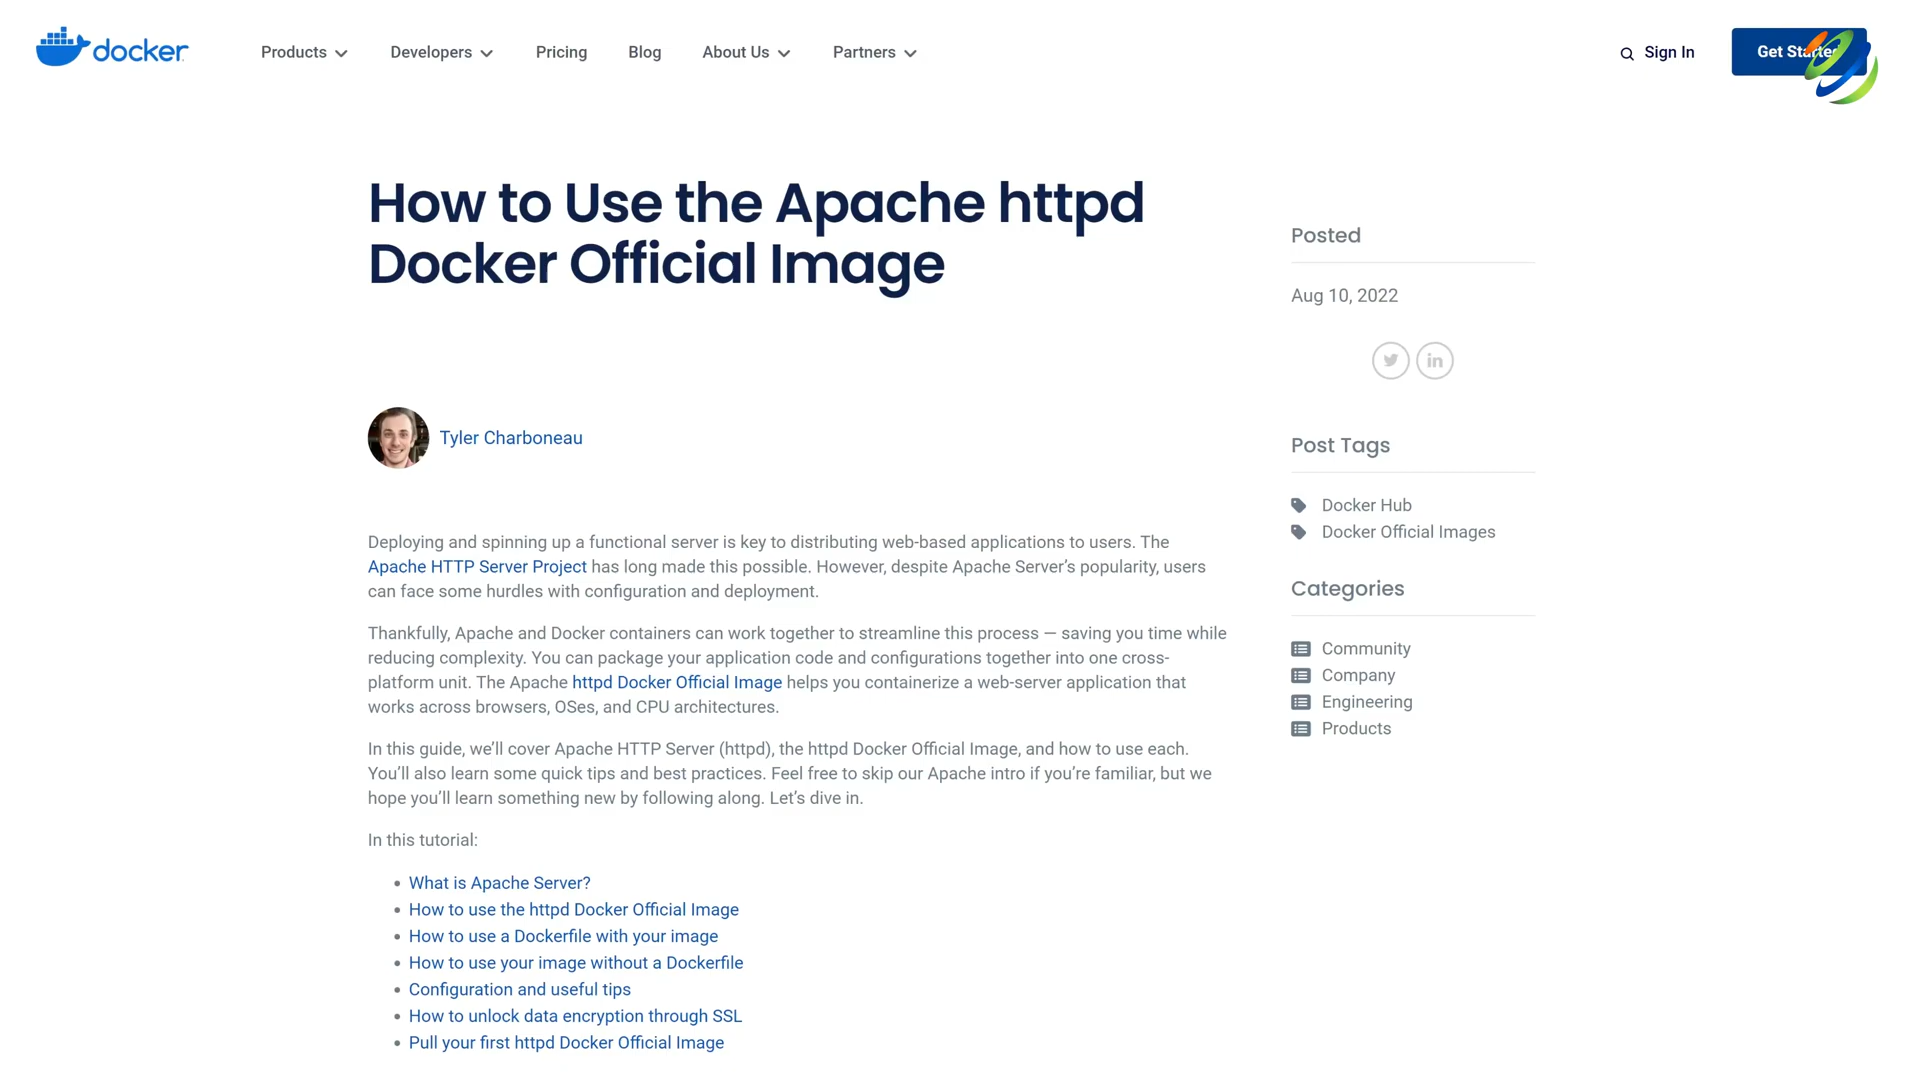 docker
Products
Developers
Pricing
Blog
About Us
Partners
Sign In
Get Started
How to Use the Apache httpd
Docker Official Image
Tyler Charboneau
Deploying and spinning up a functional server is key to distributing web-based applications to users. The
Apache HTTP Server Project has long made this possible. However, despite Apache Server’s popularity, users
can face some hurdles with configuration and deployment.
Thankfully, Apache and Docker containers can work together to streamline this process — saving you time while
reducing complexity. You can package your application code and configurations together into one cross-
platform unit. The Apache httpd Docker Official Image helps you containerize a web-server application that
works across browsers, OSes, and CPU architectures.
In this guide, we’ll cover Apache HTTP Server (httpd), the httpd Docker Official Image, and how to use each.
You’ll also learn some quick tips and best practices. Feel free to skip our Apache intro if you’re familiar, but we
hope you’ll learn something new by following along. Let’s dive in.
In this tutorial:
• What is Apache Server?
• How to use the httpd Docker Official Image
• How to use a Dockerfile with your image
• How to use your image without a Dockerfile
• Configuration and useful tips
• How to unlock data encryption through SSL
• Pull your first httpd Docker Official Image
Posted
Aug 10, 2022
in
Post Tags
Docker Hub
Docker Official Images
Categories
Community
Company
Engineering
Products